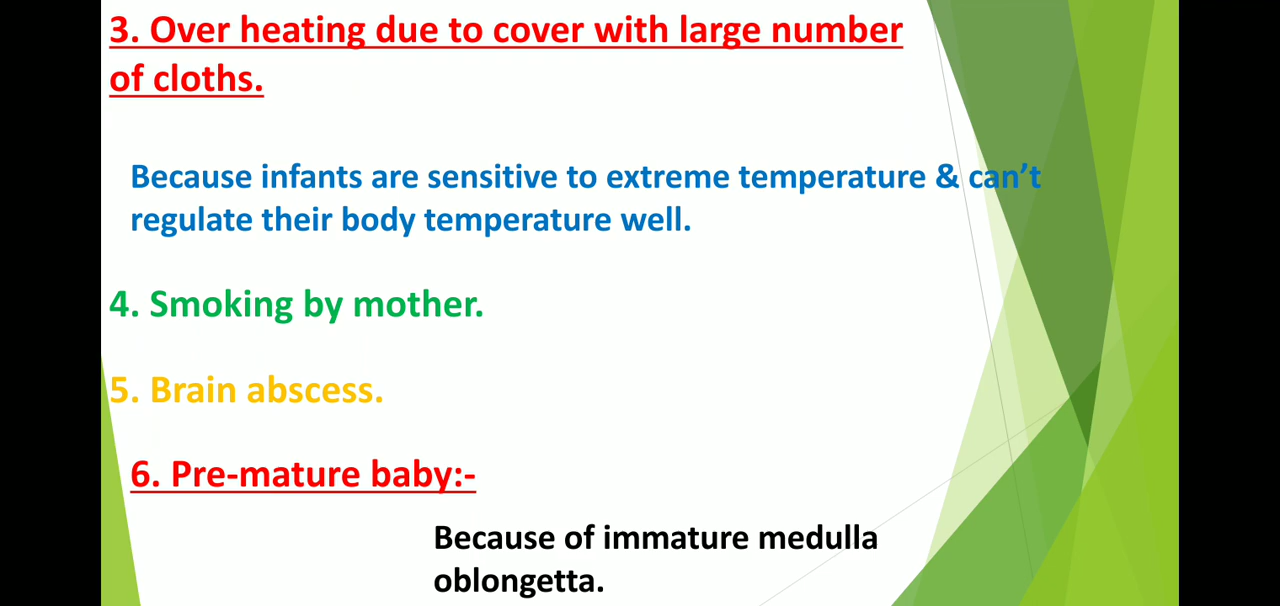 3. Over heating due to cover with large number
of cloths.
Because infants are sensitive to extreme temperature & can’t
regulate their body temperature well.
4. Smoking by mother.
5. Brain abscess.
6. Pre-mature baby:-
Because of immature medulla
oblongetta.